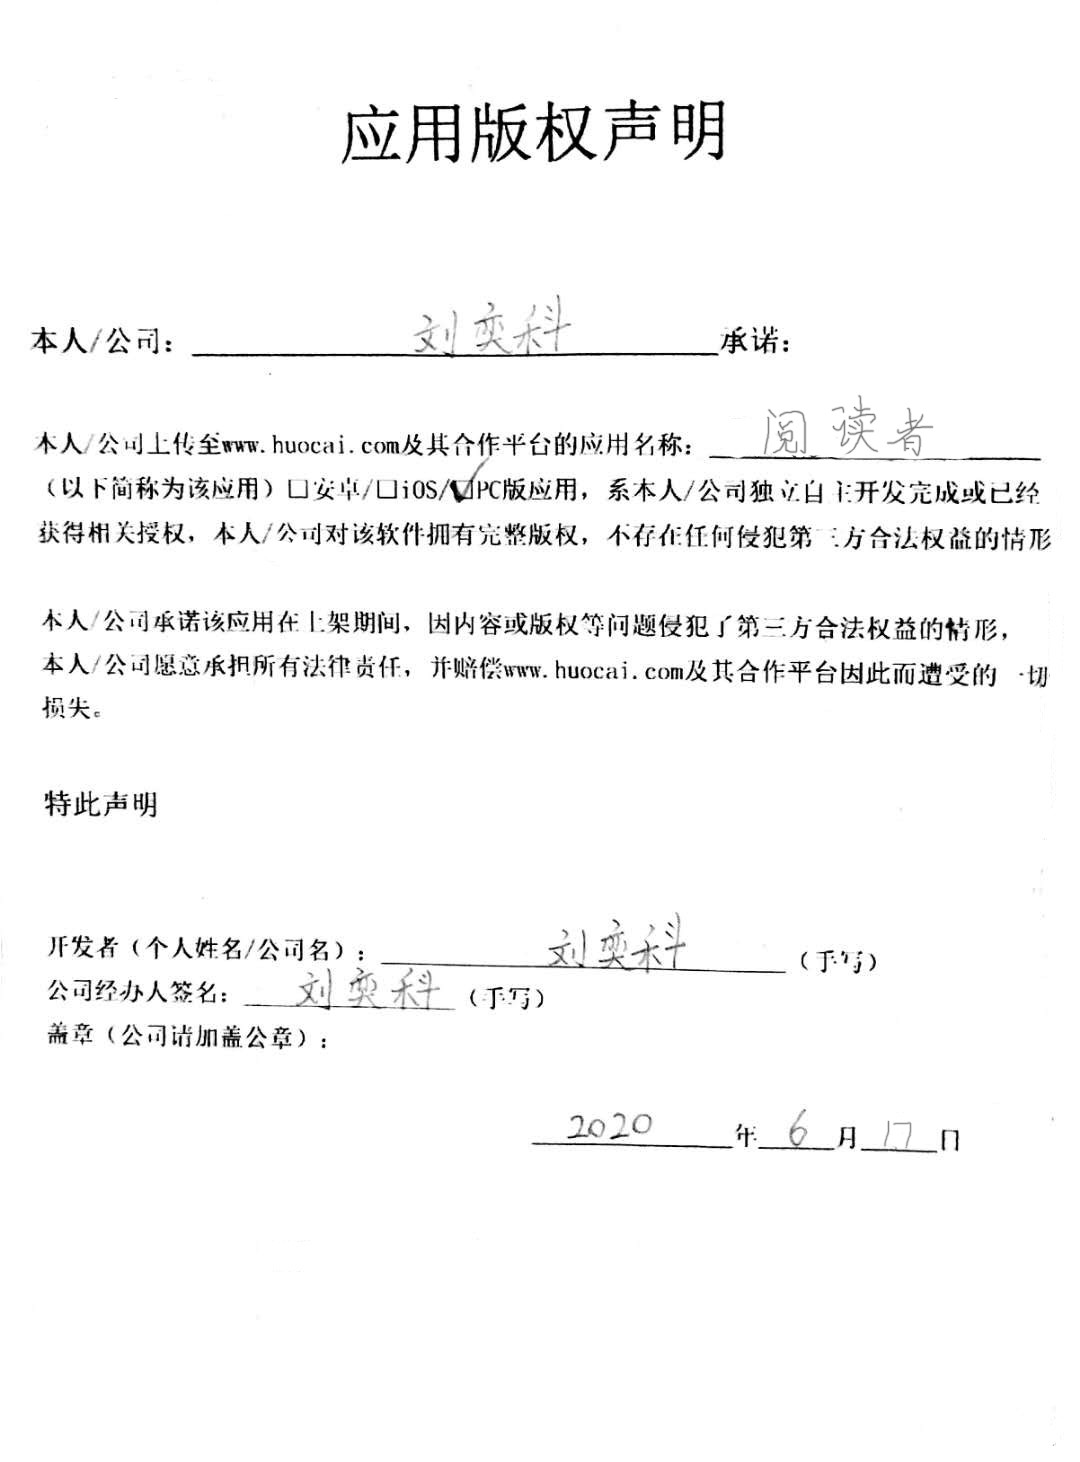 应用版权声明
本人/公司：刘奕科承诺：
本人/公司上传至www.huocai.com及其合作平台的应用名称：阅读者
（以下简称为该应用）□安卓/□iOS/☑PC版应用，系本人/公司独立自主开发完成或已经
获得相关授权，本人/公司对该软件拥有完整版权，不存在任何侵犯第三方合法权益的情形
本人/公司承诺该应用在上架期间，因内容或版权等问题侵犯了第三方合法权益的情形，
本人/公司愿意承担所有法律责任，并赔偿www.huocai.com及其合作平台因此而遭受的一切
损失。
特此声明
开发者（个人姓名/公司名）：刘奕科（手写）
公司经办人签名：刘奕科（手写）
盖章（公司请加盖公章）：
2020年6月17日